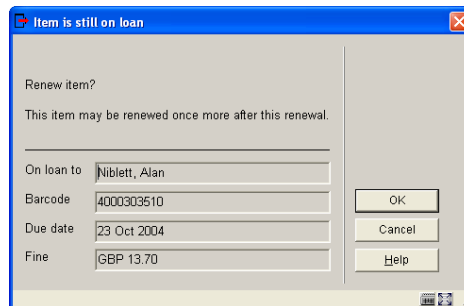 Item is still on loan
Renew item?
This item may be renewed once more after this renewal.
On loan to Niblett, Alan
Barcode 4000303510
OK
Due date 23 Oct 2004
Cancel
Fine GBP 13.70
Help